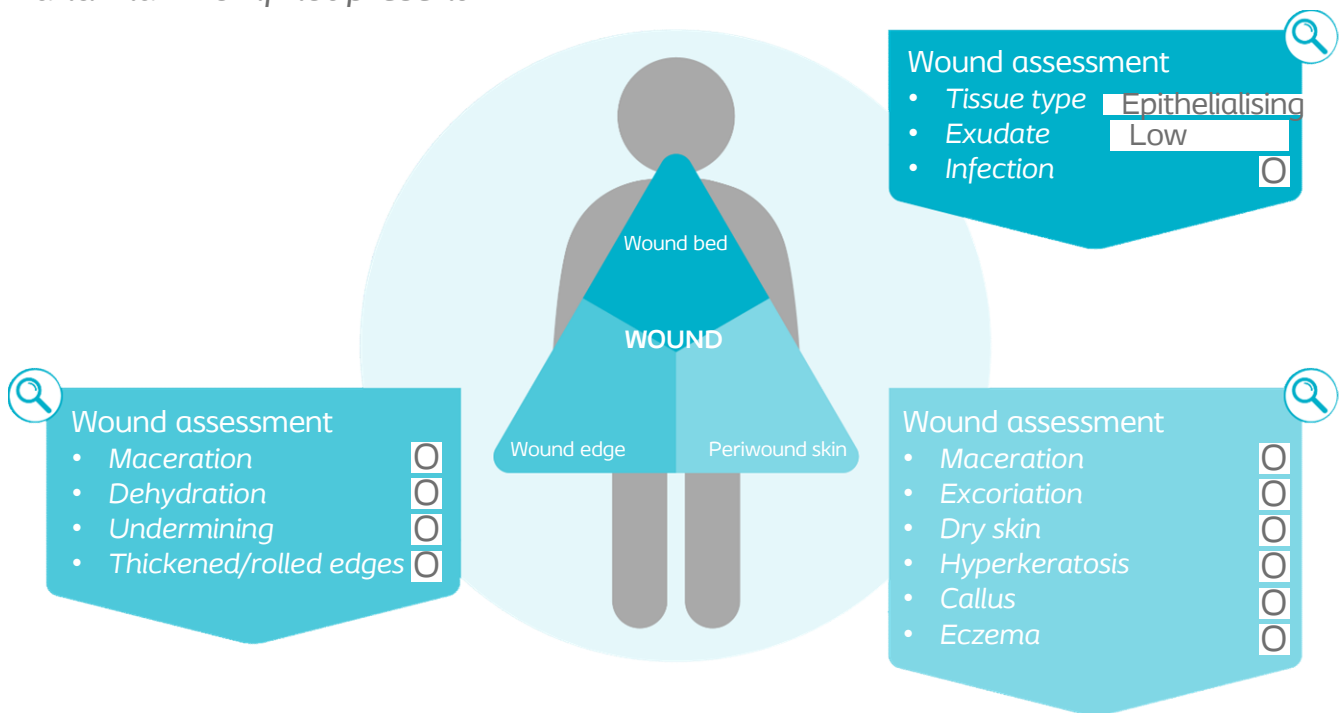 Wound assessment
• Tissue type Epithelialising
• Exudate Low
• Infection O
Wound bed
WOUND
Wound edge
Periwound skin
Wound assessment
• Maceration O
• Dehydration O
• Undermining O
• Thickened/rolled edges O
Wound assessment
• Maceration O
• Excoriation O
• Dry skin O
• Hyperkeratosis O
• Callus O
• Eczema O